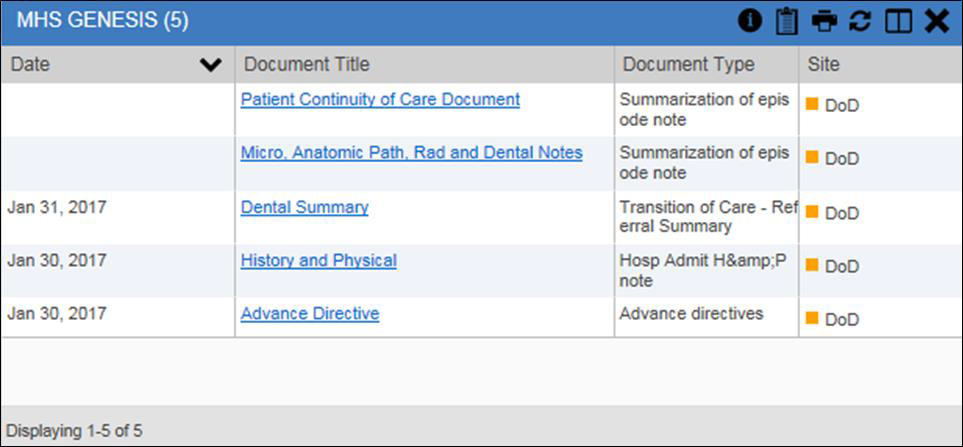 MHS GENESIS (5)
Date Document Title Document Type Site
Patient Continuity of Care Document Summarization of epis DoD
ode note
Micro, Anatomic Path, Rad and Dental Notes Summarization of epis DoD
ode note
Jan 31, 2017 Dental Summary Transition of Care - Ref DoD
erral Summary
Jan 30, 2017 History and Physical Hosp Admit H&amp;P DoD
note
Jan 30, 2017 Advance Directive Advance directives DoD
Displaying 1-5 of 5